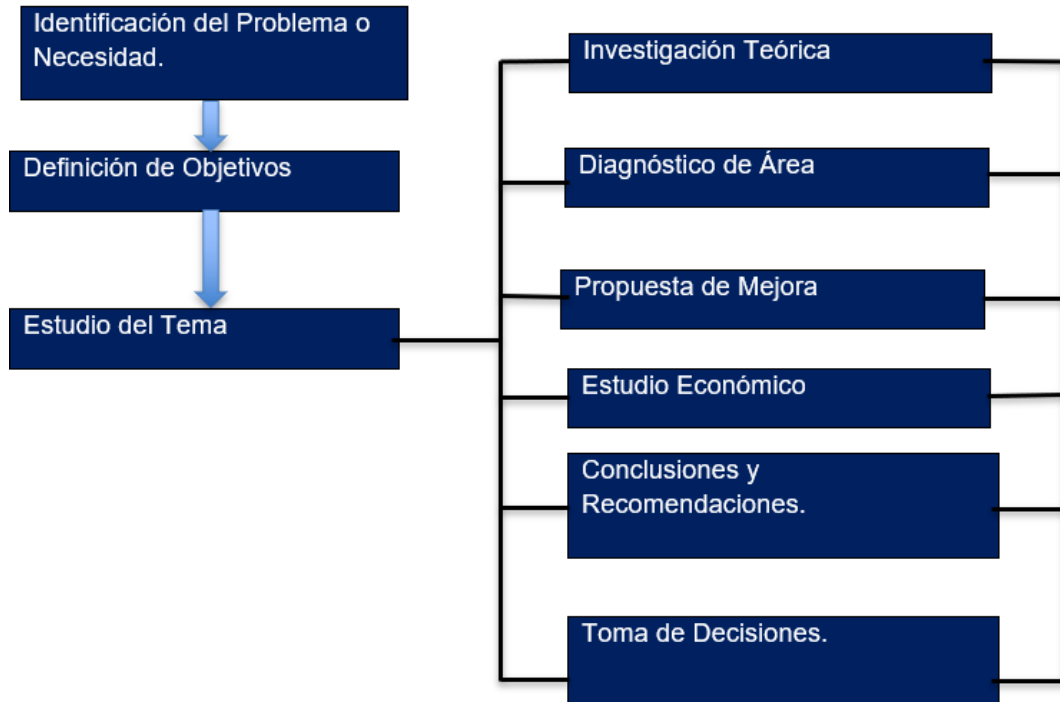 Identificación del Problema o
Necesidad.
Definición de Objetivos
Estudio del Tema
Investigación Teórica
Diagnóstico de Área
Propuesta de Mejora
Estudio Económico
Conclusiones y
Recomendaciones.
Toma de Decisiones.